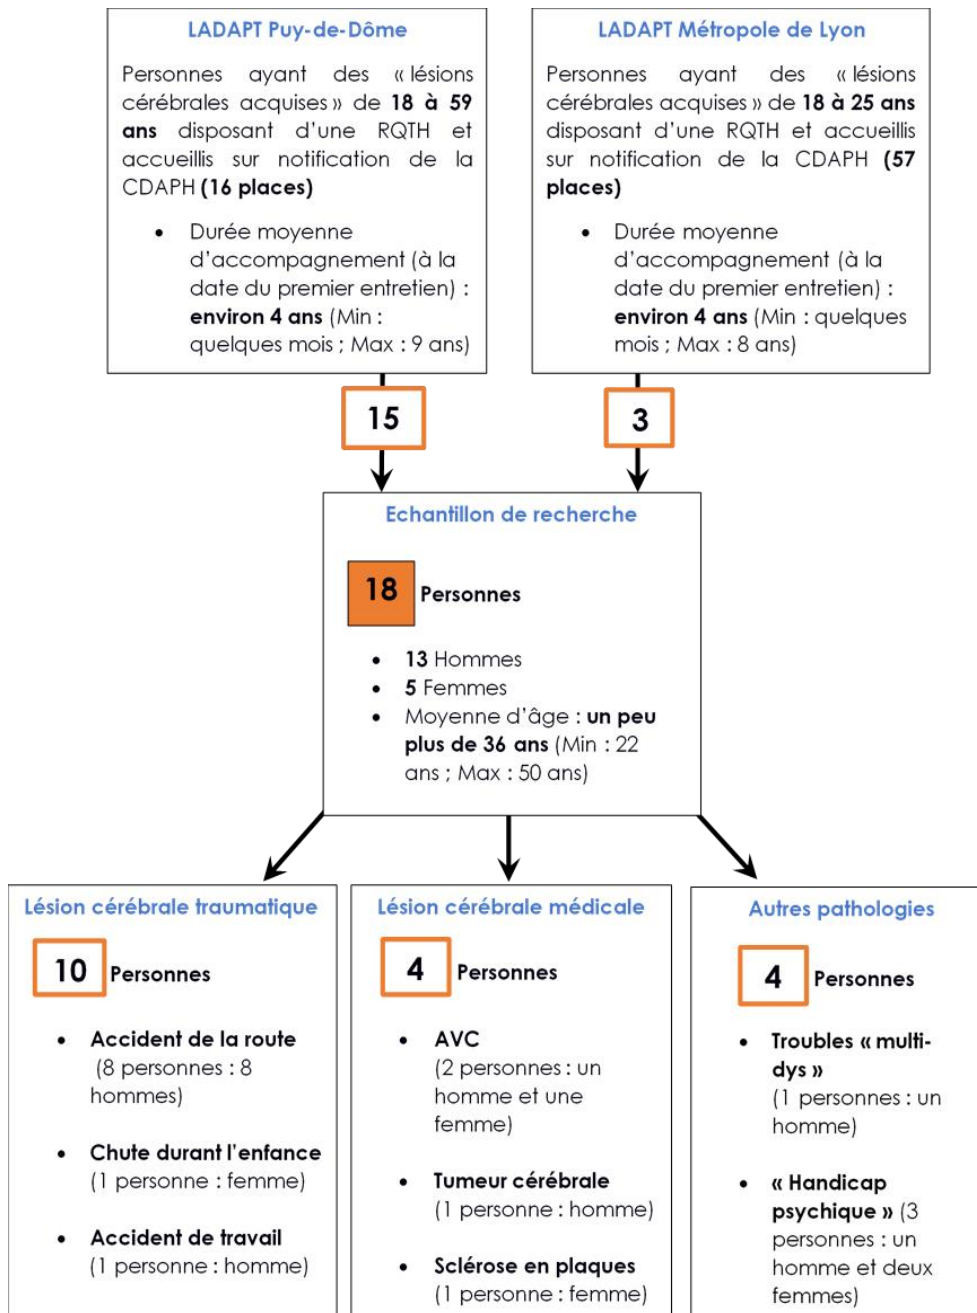 LADAPT Puy-de-Dôme
Personnes ayant des « lésions
cérébrales acquises » de 18 à 59
ans disposant d'une RQTH et
accueillis sur notification de la
CDAPH (16 places)
• Durée moyenne
d'accompagnement (à la
date du premier entretien) :
environ 4 ans (Min :
quelques mois ; Max : 9 ans)
LADAPT Métropole de Lyon
Personnes ayant des « lésions
cérébrales acquises » de 18 à 25 ans
disposant d'une RQTH et accueillis
sur notification de la CDAPH (57
places)
• Durée moyenne
d'accompagnement (à la
date du premier entretien) :
environ 4 ans (Min : quelques
mois ; Max : 8 ans)
15
3
Echantillon de recherche
18 Personnes
• 13 Hommes
• 5 Femmes
• Moyenne d'âge : un peu
plus de 36 ans (Min : 22
ans ; Max : 50 ans)
Lésion cérébrale traumatique
10 Personnes
• Accident de la route
(8 personnes : 8
hommes)
• Chute durant l'enfance
(1 personne : femme)
• Accident de travail
(1 personne : homme)
Lésion cérébrale médicale
4 Personnes
• AVC
(2 personnes : un
homme et une
femme)
• Tumeur cérébrale
(1 personne : homme)
• Sclérose en plaques
(1 personne : femme)
Autres pathologies
4 Personnes
• Troubles « multi-
dys »
(1 personnes : un
homme)
• « Handicap
psychique » (3
personnes : un
homme et deux
femmes)